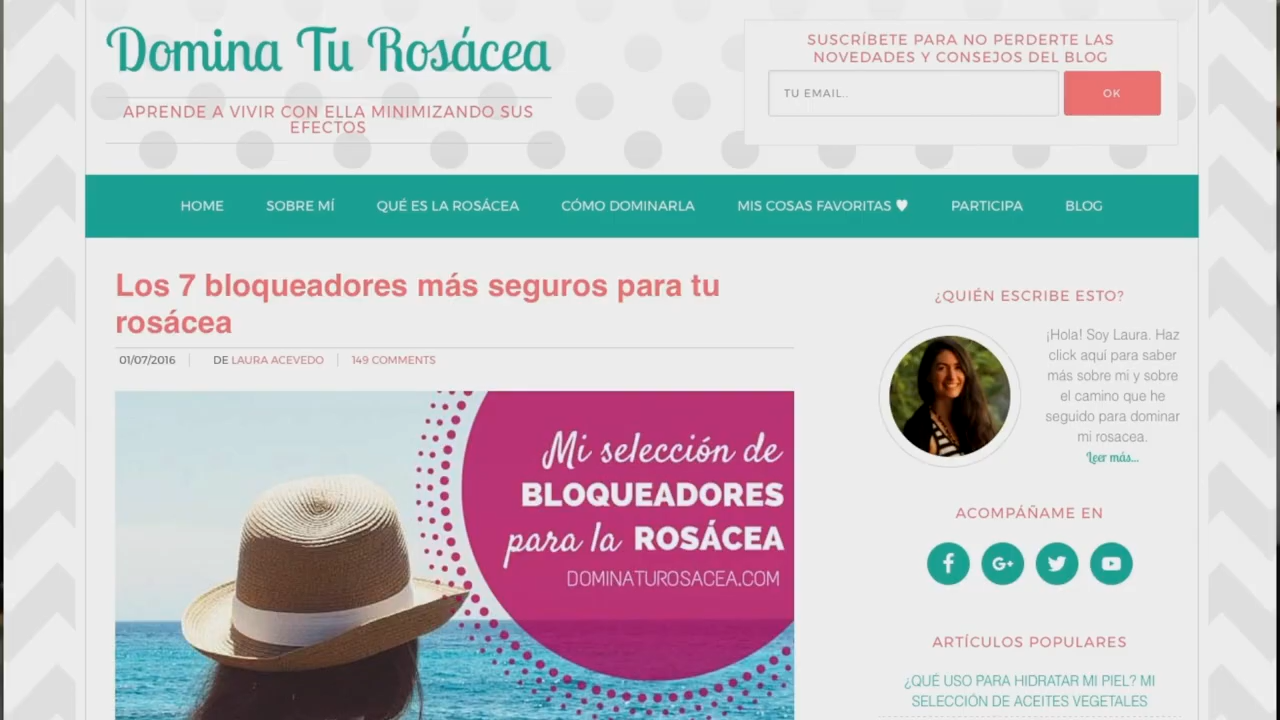 Domina Tu Rosácea
APRENDE A VIVIR CON ELLA MINIMIZANDO SUS
EFECTOS
SUSCRÍBETE PARA NO PERDERTE LAS
NOVEDADES Y CONSEJOS DEL BLOG
TU EMAIL..
OK
HOME
SOBRE MÍ
QUÉ ES LA ROSÁCEA
CÓMO DOMINARLA
MIS COSAS FAVORITAS ♥
PARTICIPA
BLOG
Los 7 bloqueadores más seguros para tu
rosácea
01/07/2016
DE LAURA ACEVEDO
149 COMMENTS
Mi selección de
BLOQUEADORES
para la ROSÁCEA
DOMINATUROSACEA.COM
¿QUIÉN ESCRIBE ESTO?
¡Hola! Soy Laura. Haz
click aquí para saber
más sobre mi y sobre
el camino que he
seguido para dominar
mi rosacea.
Leer más...
ACOMPÁÑAME EN
ARTÍCULOS POPULARES
¿QUÉ USO PARA HIDRATAR MI PIEL? MI
SELECCIÓN DE ACEITES VEGETALES